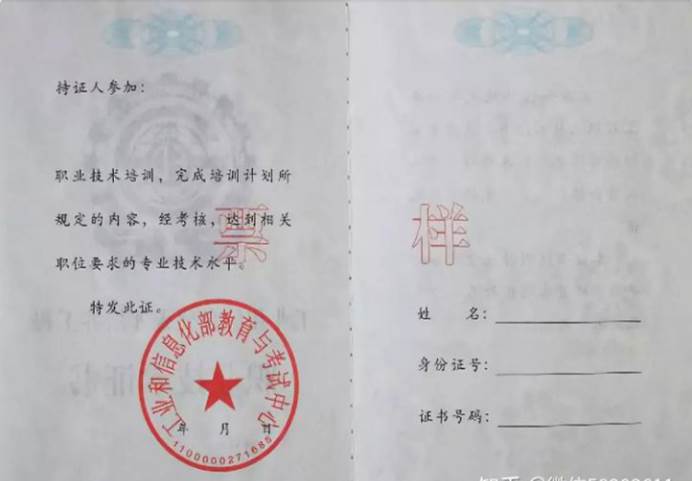 持证人参加：
职业技术培训，完成培训计划所
规定的内容，经考核，达到相关
职位要求的专业技术水平。
特发此证。
工业和信息化部教育与考试中心
年 月 日
1100000271685
票 样
姓 名：
身份证号：
证书号码：
知乎